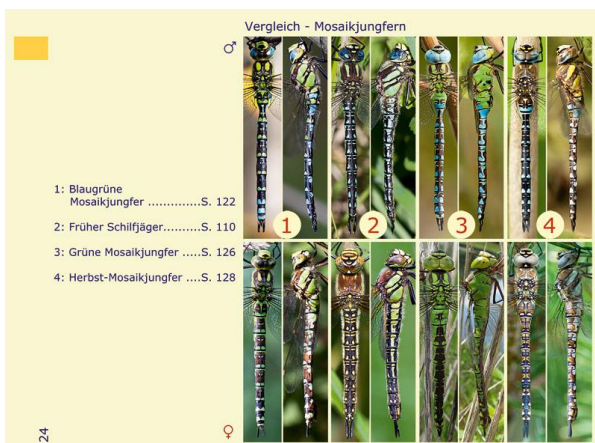 Vergleich - Mosaikjungfern
♂
1: Blaugrüne
Mosaikjungfer ..............S. 122
2: Früher Schilfjäger..........S. 110
3: Grüne Mosaikjungfer .....S. 126
4: Herbst-Mosaikjungfer ....S. 128
1 2 3 4
♀
24